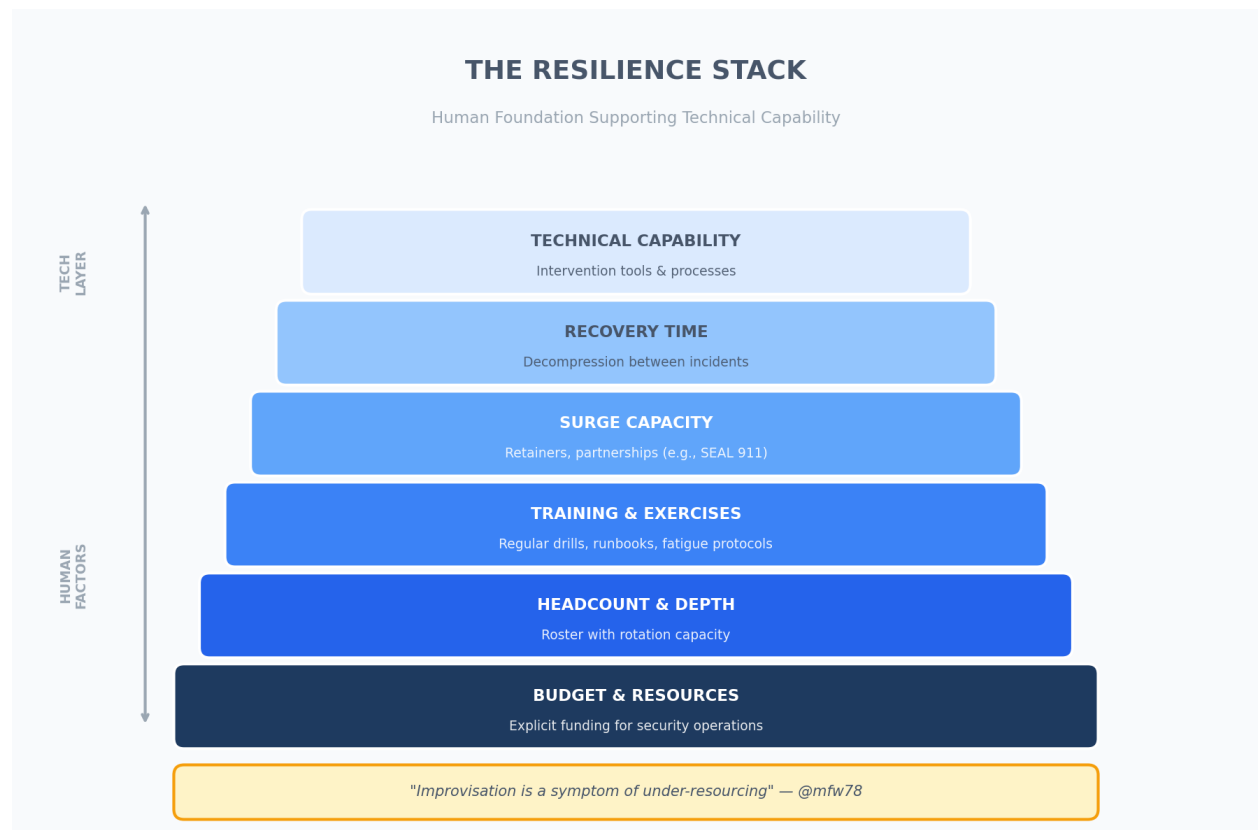 THE RESILIENCE STACK
Human Foundation Supporting Technical Capability
TECH
LAYER
TECHNICAL CAPABILITY
Intervention tools & processes
RECOVERY TIME
Decompression between incidents
SURGE CAPACITY
Retainers, partnerships (e.g., SEAL 911)
TRAINING & EXERCISES
Regular drills, runbooks, fatigue protocols
HUMAN
FACTORS
HEADCOUNT & DEPTH
Roster with rotation capacity
BUDGET & RESOURCES
Explicit funding for security operations
"Improvisation is a symptom of under-resourcing" — @mfw78